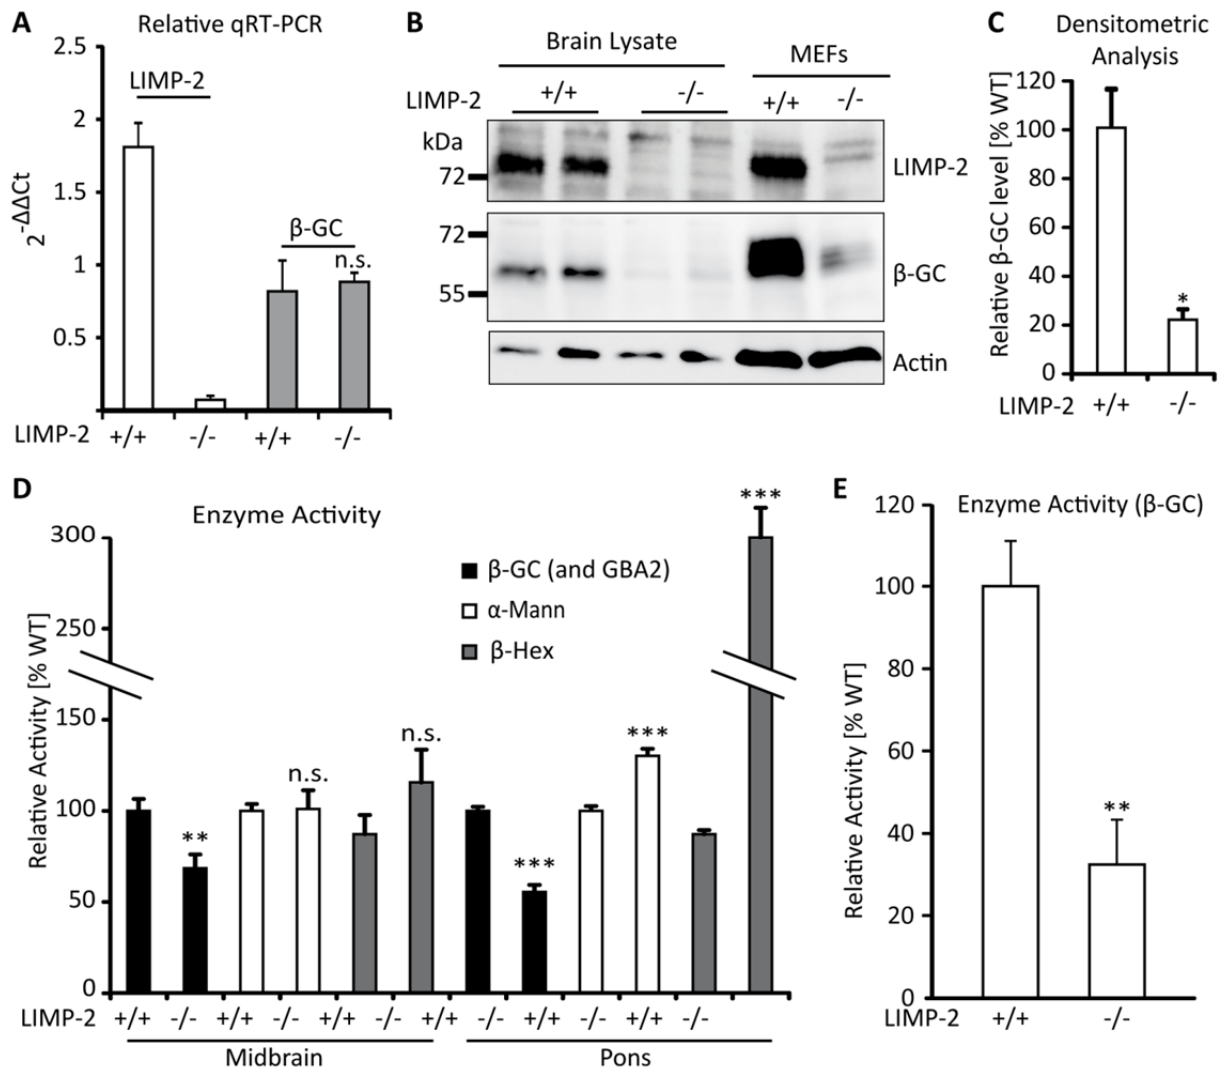 A
Relative qRT-PCR
2.5
2
1.5
1
0.5
2^-ΔΔCt
LIMP-2
β-GC
n.s.
LIMP-2 +/+ -/- +/+ -/-
B
Brain Lysate
MEFs
LIMP-2 +/+ -/- +/+ -/-
kDa
72
LIMP-2
72
55
β-GC
Actin
C
Densitometric
Analysis
Relative β-GC level [% WT]
120
100
80
60
40
20
0
*
LIMP-2 +/+ -/-
D
Enzyme Activity
Relative Activity [% WT]
300
250
150
100
50
0
β-GC (and GBA2)
α-Mann
β-Hex
**
n.s.
n.s.
***
***
***
LIMP-2 +/+ -/- +/+ -/- +/+ -/- +/+ -/- +/+ -/- +/+ -/-
Midbrain
Pons
E
Enzyme Activity (β-GC)
Relative Activity [% WT]
120
100
80
60
40
20
0
**
LIMP-2 +/+ -/-